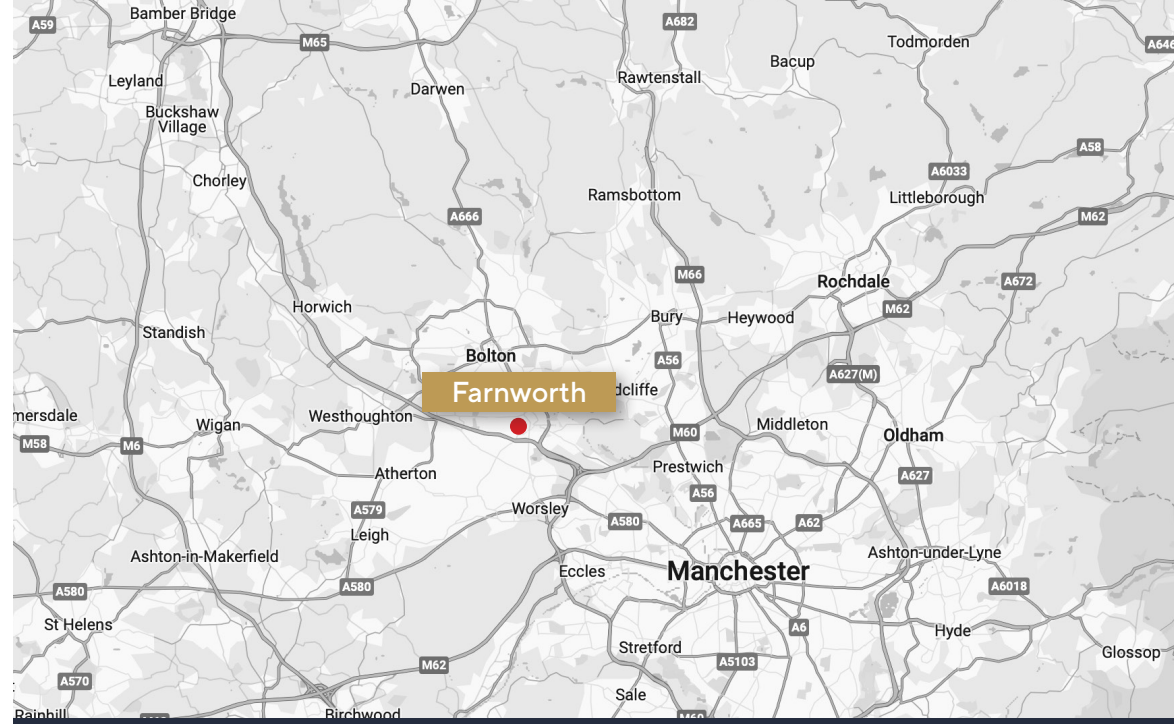 Bamber Bridge
A59
A682
M65
Todmorden
A646
Bacup
Rawtenstall
Leyland
Darwen
Buckshaw
Village
A58
A6033
Chorley
Ramsbottom
Littleborough
A666
M62
M66
Rochdale
A672
Horwich
M62
Bury
Heywood
Standish
Bolton
A56
A627(M)
Farnworth
dcliffe
mersdale
Westhoughton
Wigan
Middleton
M60
Oldham
M58
M6
Prestwich
Atherton
A627
A56
A579
Worsley
A580
A665
A62
Leigh
Ashton-in-Makerfield
Ashton-under-Lyne
Eccles
Manchester
A580
A580
A6018
St Helens
A6
Hyde
Stretford
Glossop
M62
A5103
A570
Sale
Rainhill
Birchwood
M60